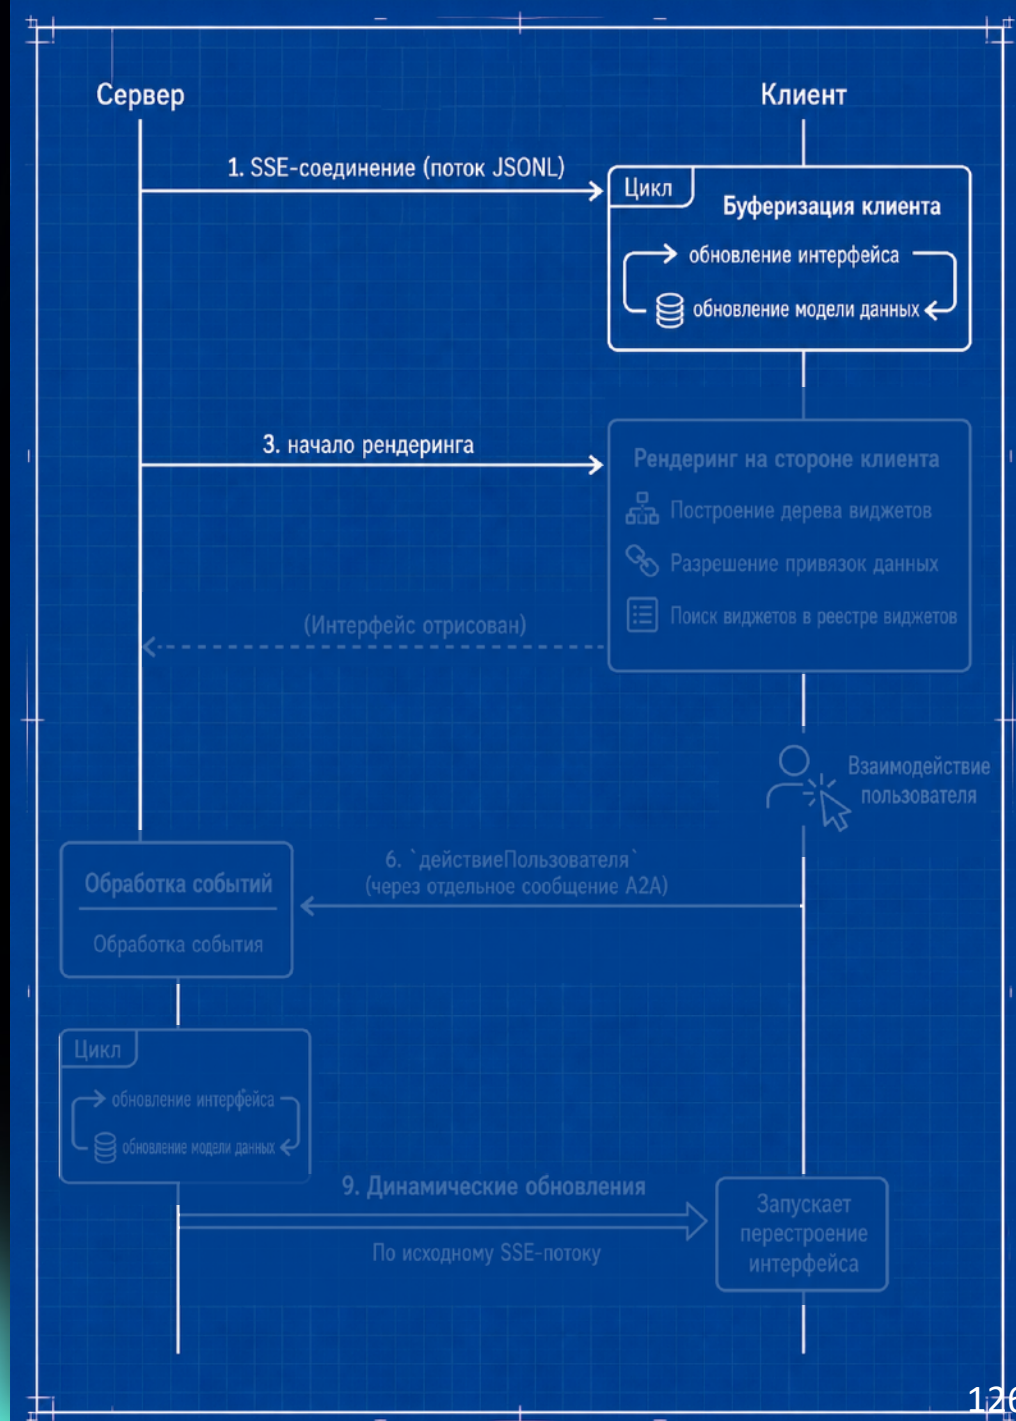 Сервер
Клиент
1. SSE-соединение (поток JSONL)
Цикл
Буферизация клиента
обновление интерфейса
обновление модели данных
3. начало рендеринга
Рендеринг на стороне клиента
Построение дерева виджетов
Разрешение привязок данных
Поиск виджетов в реестре виджетов
(Интерфейс отрисован)
Взаимодействие
пользователя
6. `действиеПользователя`
(через отдельное сообщение A2A)
Обработка событий
Обработка события
Цикл
обновление интерфейса
обновление модели данных
9. Динамические обновления
По исходному SSE-потоку
Запускает
перестроение
интерфейса
126